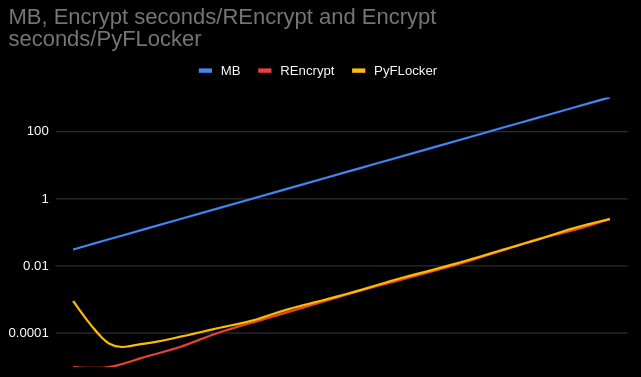 MB, Encrypt seconds/REncrypt and Encrypt
seconds/PyFLocker
MB REncrypt PyFLocker
100
1
0.01
0.0001